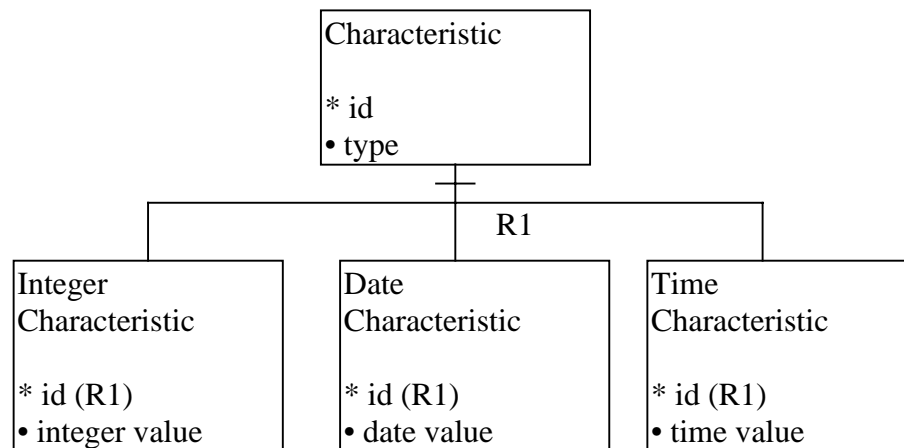 Characteristic
* id
• type
R1
Integer
Characteristic
* id (R1)
• integer value
Date
Characteristic
* id (R1)
• date value
Time
Characteristic
* id (R1)
• time value